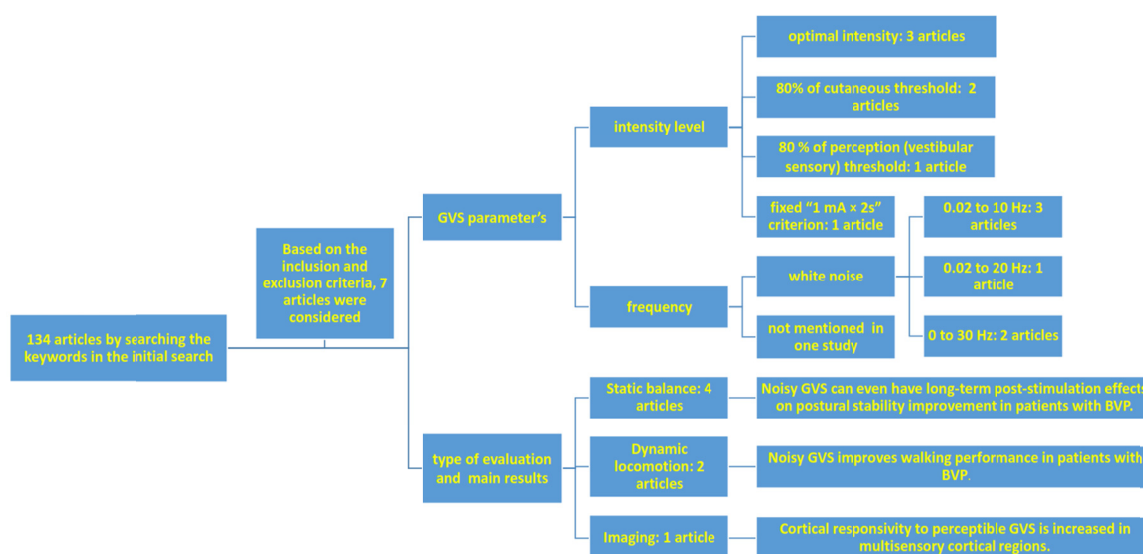 134 articles by searching the
keywords in the initial search
Based on the
inclusion and
exclusion criteria, 7
articles were
considered
GVS parameter's
intensity level
optimal intensity: 3 articles
80% of cutaneous threshold: 2
articles
80 % of perception (vestibular
sensory) threshold: 1 article
fixed “1 mA × 2s”
criterion: 1 article
frequency
white noise
0.02 to 10 Hz: 3
articles
0.02 to 20 Hz: 1
article
0 to 30 Hz: 2 articles
not mentioned in
one study
type of evaluation
and main results
Static balance: 4
articles
Noisy GVS can even have long-term post-stimulation effects
on postural stability improvement in patients with BVP.
Dynamic
locomotion: 2
articles
Noisy GVS improves walking performance in patients with
BVP.
Imaging: 1 article
Cortical responsivity to perceptible GVS is increased in
multisensory cortical regions.